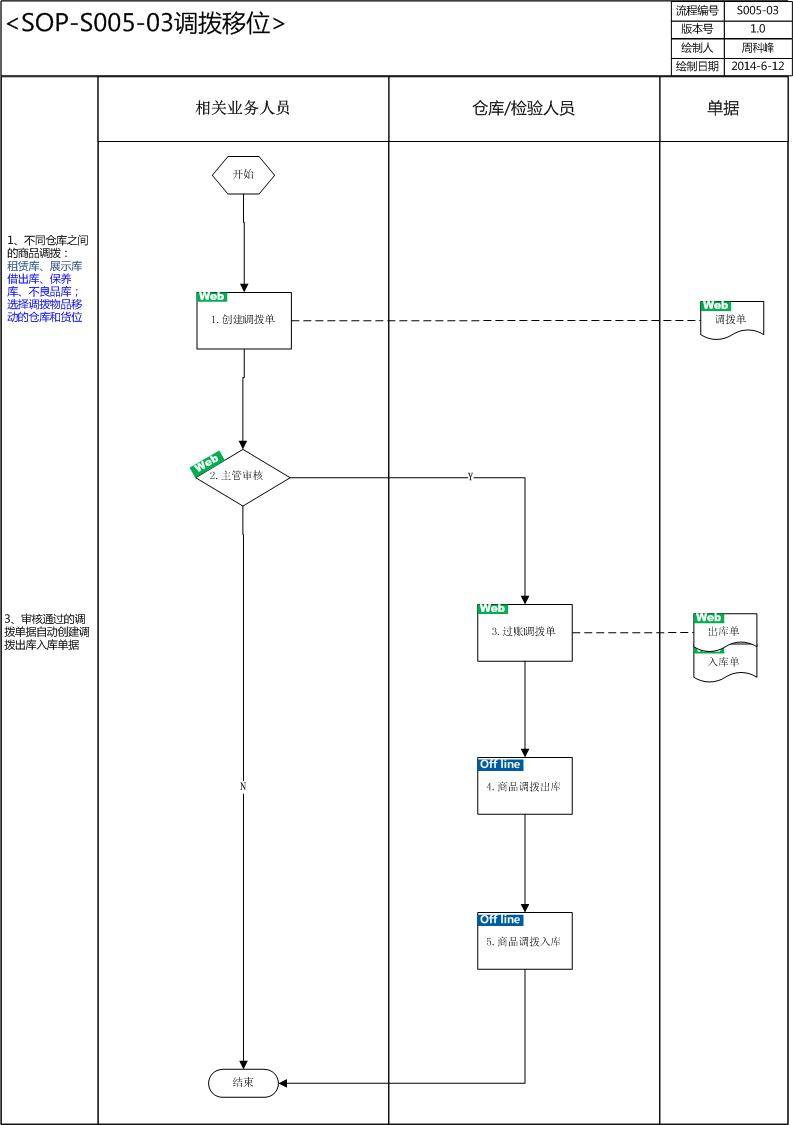 <SOP-S005-03调拨移位>
流程编号 S005-03
版本号 1.0
绘制人 周科峰
绘制日期 2014-6-12
相关业务人员
仓库/检验人员
单据
开始
1、不同仓库之间
的商品调拨：
租赁库、展示库
借出库、保养
库、不良品库；
选择调拨物品移
动的仓库和货位
Web
1.创建调拨单
Web
调拨单
Web
2.主管审核
Y
3、审核通过的调
拨单据自动创建调
拨出库入库单据
Web
3.过账调拨单
Web
出库单
入库单
N
Off line
4.商品调拨出库
Off line
5.商品调拨入库
结束